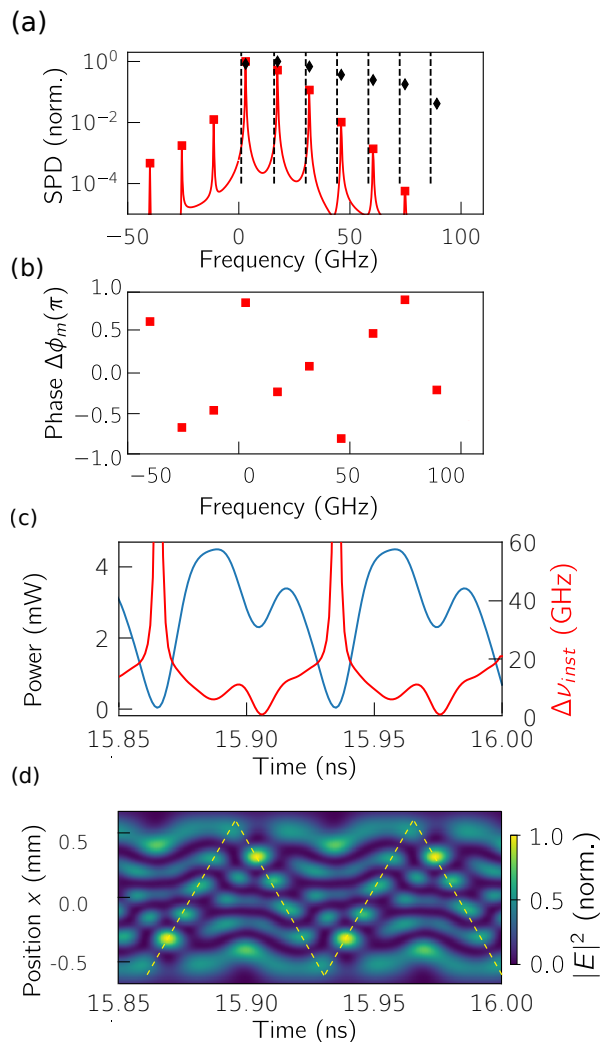 (a)
SPD (norm.)
10⁰
10⁻²
10⁻⁴
−50 0 50 100
Frequency (GHz)
(b)
Phase Δϕₘ(π)
1.0
0.5
0.0
−0.5
−1.0
−50 0 50 100
Frequency (GHz)
(c)
Power (mW)
4
2
0
60
40
20
0
Δν_inst (GHz)
15.85 15.90 15.95 16.00
Time (ns)
(d)
Position x (mm)
0.5
0.0
-0.5
15.85 15.90 15.95 16.00
Time (ns)
1.0
0.5
0.0
|E|² (norm.)